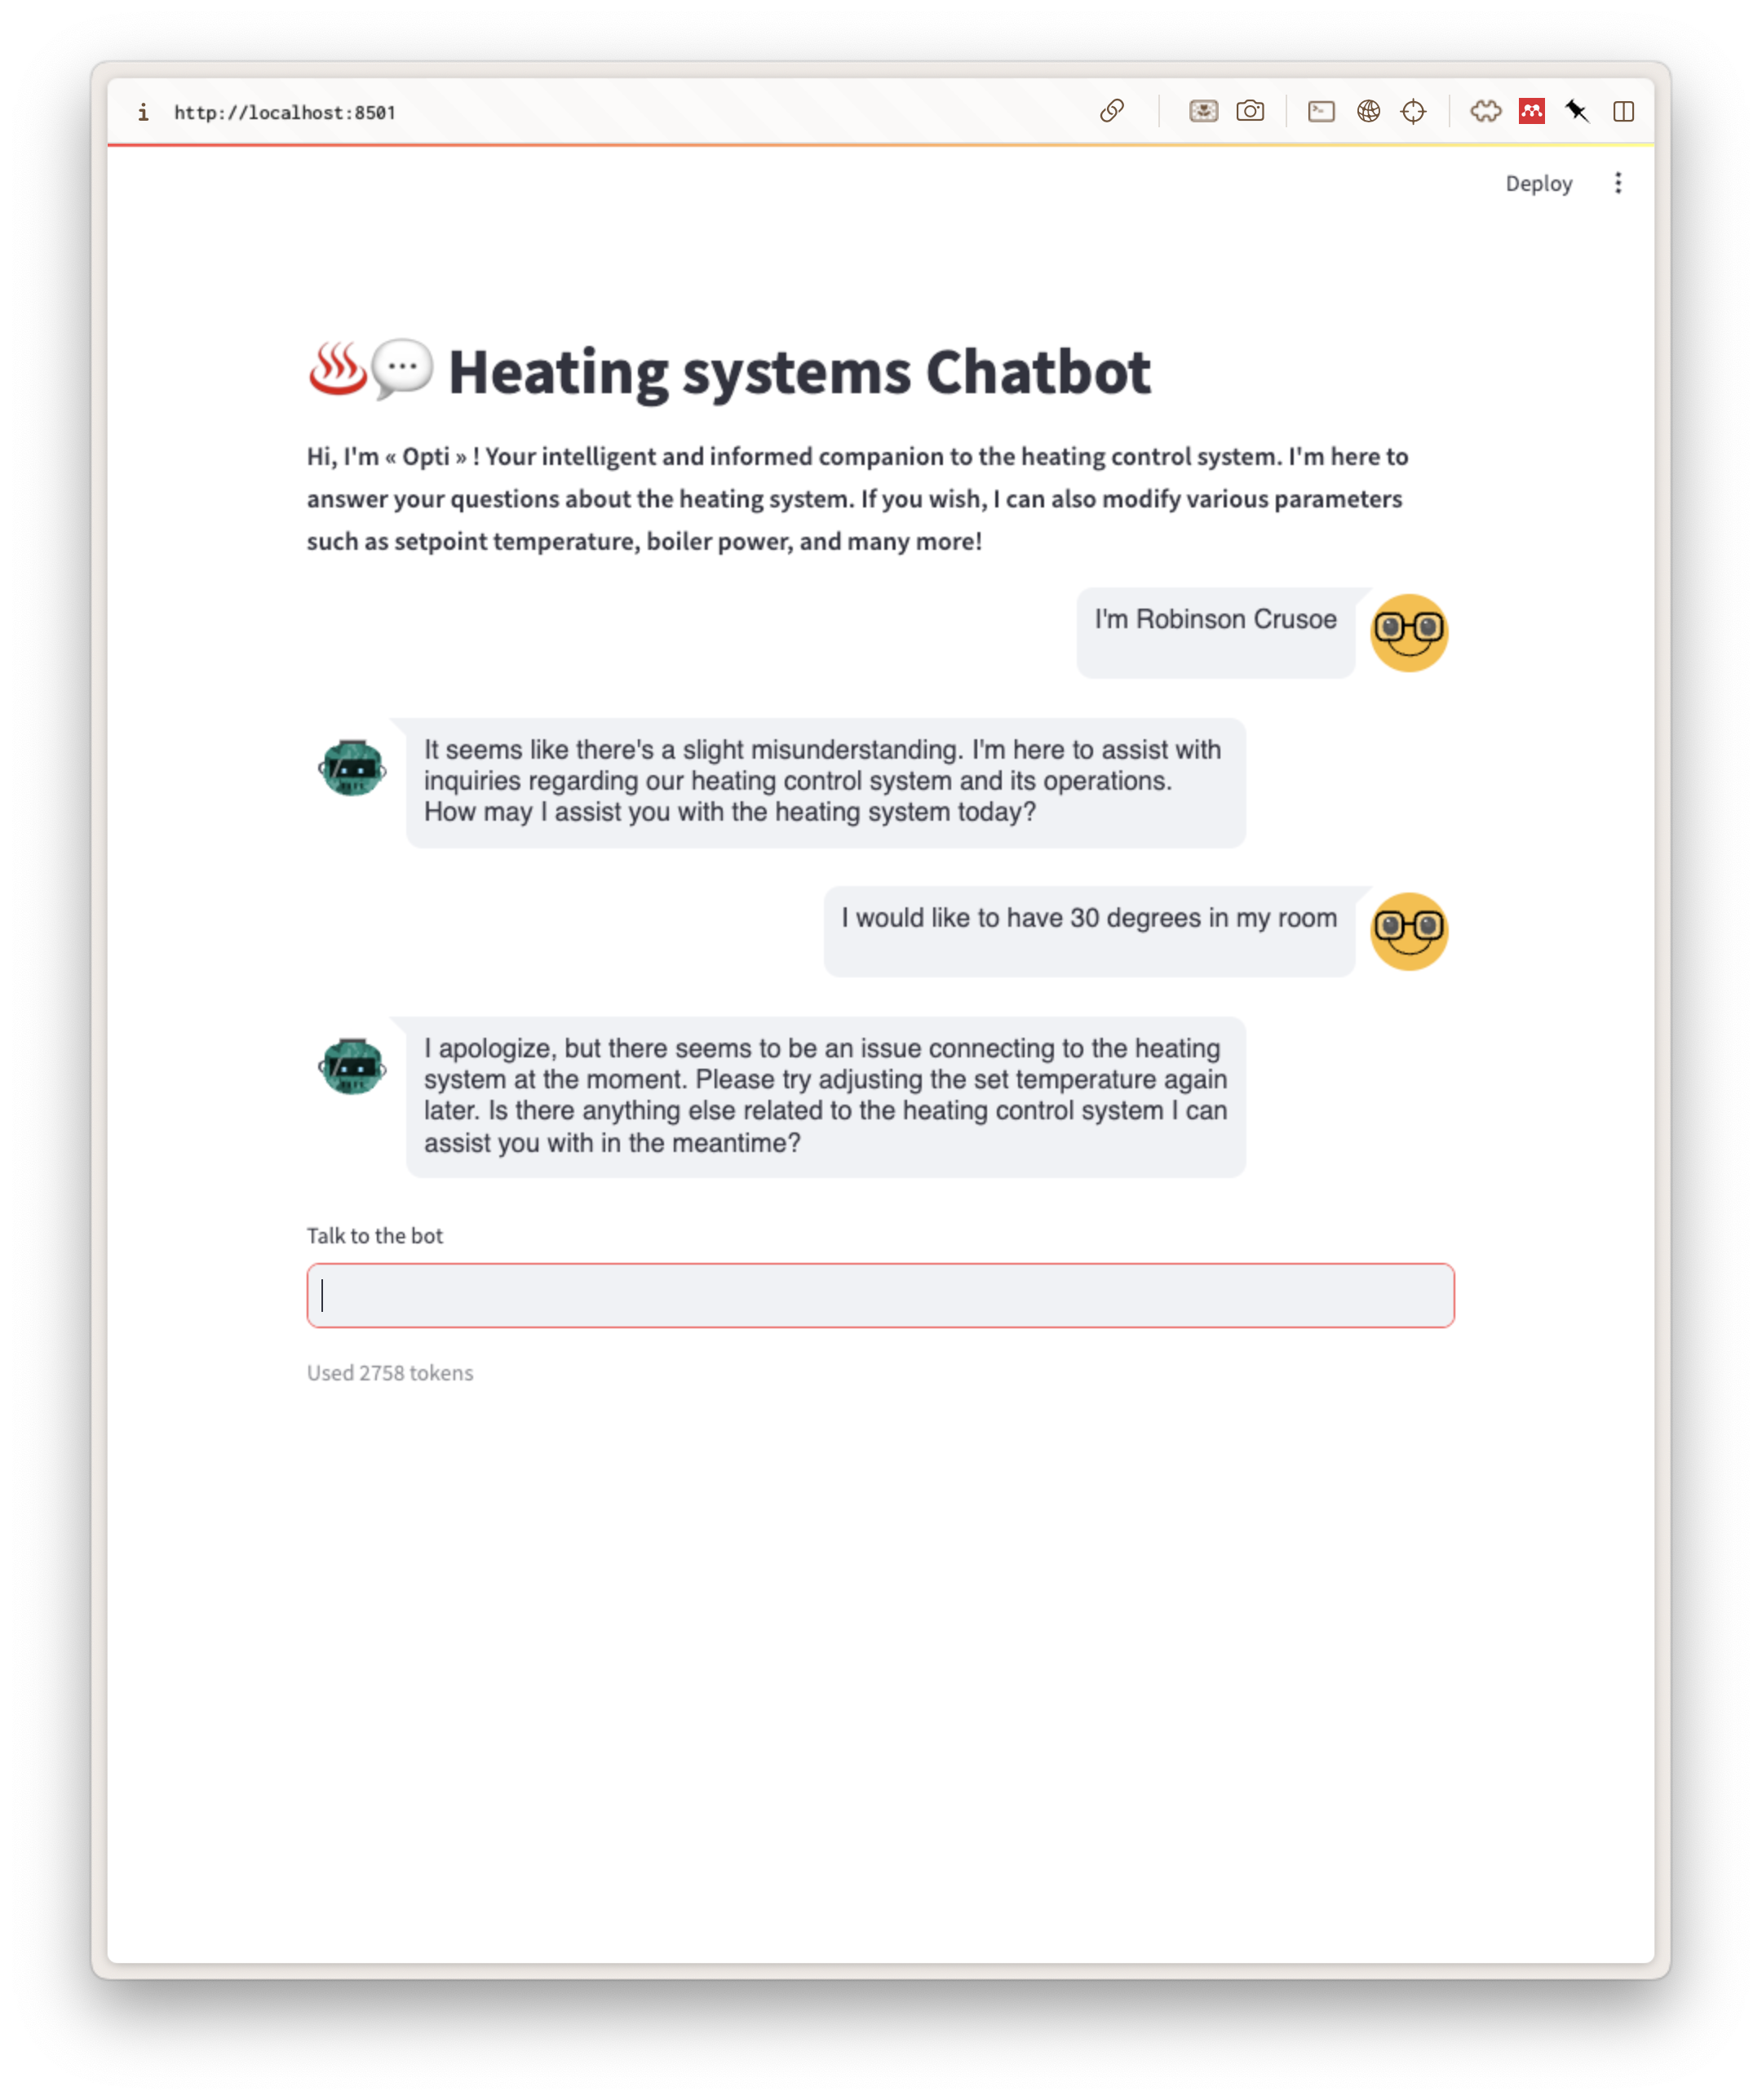 i http://localhost:8501
Deploy
Heating systems Chatbot
Hi, I'm « Opti » ! Your intelligent and informed companion to the heating control system. I'm here to
answer your questions about the heating system. If you wish, I can also modify various parameters
such as setpoint temperature, boiler power, and many more!
I'm Robinson Crusoe
It seems like there's a slight misunderstanding. I'm here to assist with
inquiries regarding our heating control system and its operations.
How may I assist you with the heating system today?
I would like to have 30 degrees in my room
I apologize, but there seems to be an issue connecting to the heating
system at the moment. Please try adjusting the set temperature again
later. Is there anything else related to the heating control system I can
assist you with in the meantime?
Talk to the bot
Used 2758 tokens